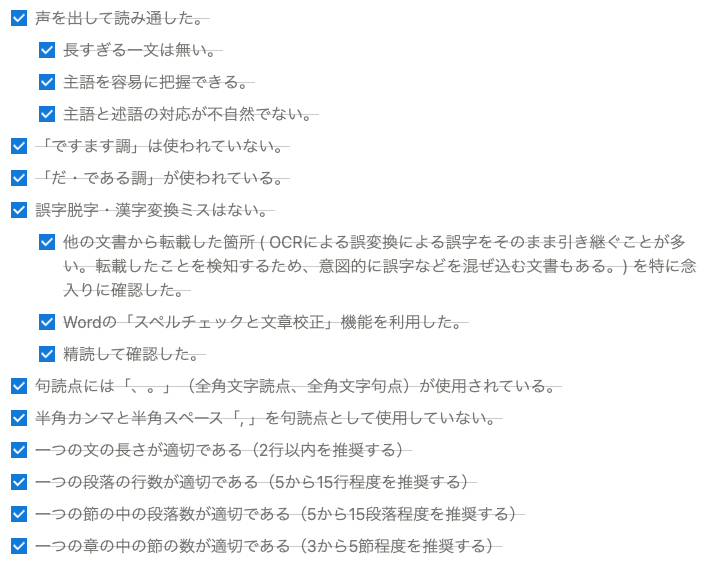 声を出して読み通した。
長すぎる一文は無い。
主語を容易に把握できる。
主語と述語の対応が不自然でない。
「ですます調」は使われていない。
「だ・である調」が使われている。
誤字脱字・漢字変換ミスはない。
他の文書から転載した箇所 ( OCRによる誤変換による誤字をそのまま引き継ぐことが多
い。転載したことを検知するため、意図的に誤字などを混ぜ込む文書もある。) を特に念
入りに確認した。
Wordの「スペルチェックと文章校正」機能を利用した。
精読して確認した。
句読点には「、。」（全角文字読点、全角文字句点）が使用されている。
半角カンマと半角スペース「, 」を句読点として使用していない。
一つの文の長さが適切である（2行以内を推奨する）
一つの段落の行数が適切である（5から15行程度を推奨する）
一つの節の中の段落数が適切である（5から15段落程度を推奨する）
一つの章の中の節の数が適切である（3から5節程度を推奨する）